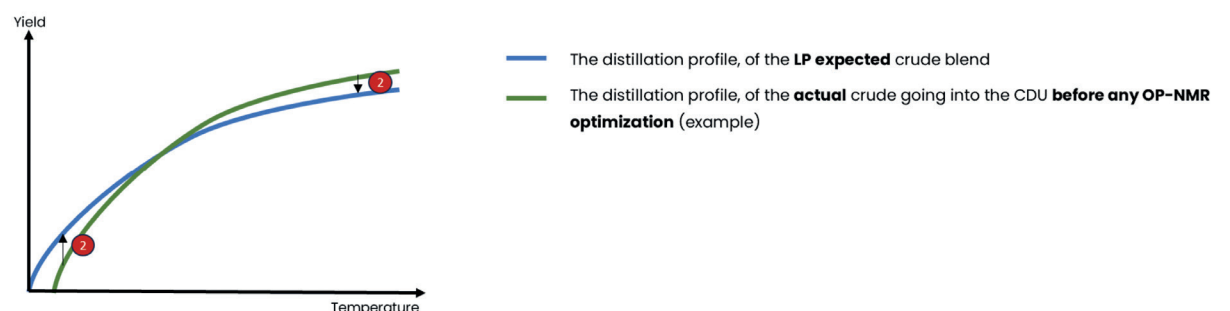 Yield
The distillation profile, of the LP expected crude blend
2
The distillation profile, of the actual crude going into the CDU before any OP-NMR
optimization (example)
2
Temperature